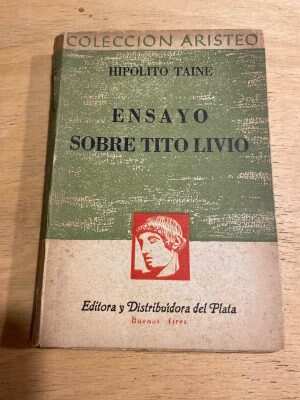 COLECCION ARISTEO
HIPOLITO TAINE
ENSAYO
SOBRE TITO LIVIO
Editora y Distribuidora del Plata
Buenos Aires